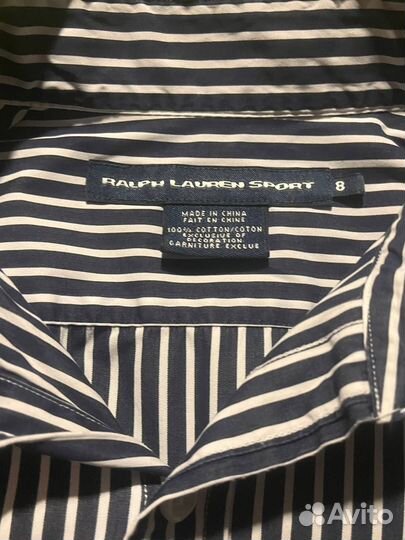 RALPH LAUREN SPORT 8
MADE IN CHINA
FAIT EN CHINE
100% COTTON/COTON
EXCLUSIVE OF
DECORATION
GARNITURE EXCLUE
Avito